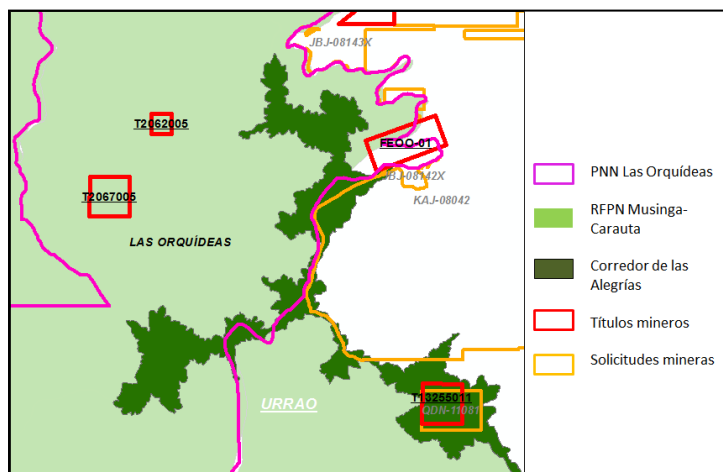 JBJ-08143X
T2062005
FEOQ-01
JBJ-08142X
T2067005
KAJ-08042
LAS ORQUÍDEAS
URRAO
T13255011
QDN-11081
PNN Las Orquídeas
RFPN Musinga-
Carauta
Corredor de las
Alegrías
Títulos mineros
Solicitudes mineras